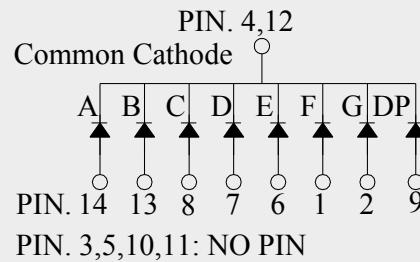 PIN. 4,12
Common Cathode
A B C D E F G DP
PIN. 14 13 8 7 6 1 2 9
PIN. 3,5,10,11: NO PIN